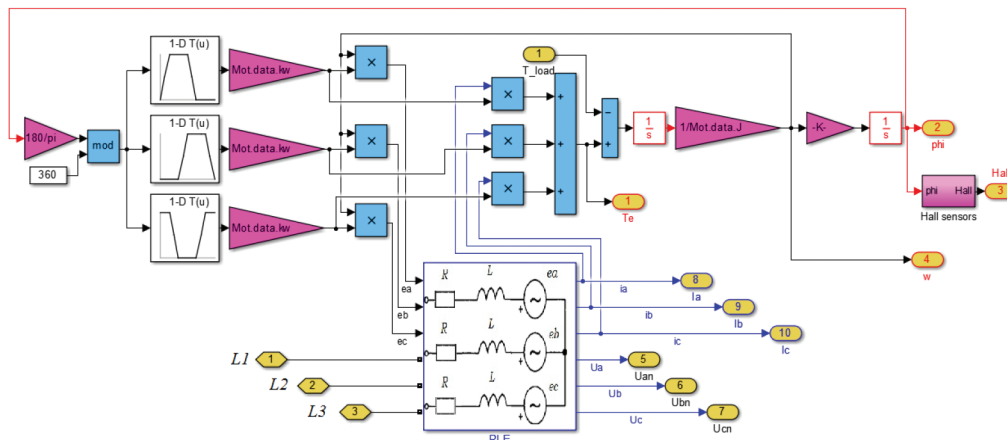 1-D T(u)
Mot.data.kw
×
1
T_load
180/pi
mod
360
1-D T(u)
Mot.data.kw
×
1-D T(u)
Mot.data.kw
×
×
×
×
+
+
+
−
+
1
s
1/Mot.data.J
-K-
1
s
2
phi
phi Hall
Hall sensors
Hal
3
1
Te
4
w
ea
eb
ec
R L ea
+
R L eb
+
R L ec
+
RLE
L1 1
L2 2
L3 3
ia
8
Ia
ib
9
Ib
ic
10
Ic
Ua
5
Uan
Ub
6
Ubn
Uc
7
Ucn